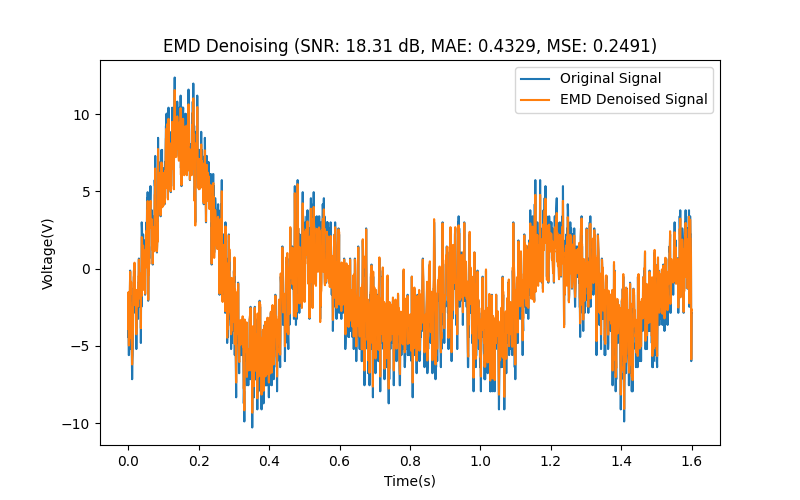 EMD Denoising (SNR: 18.31 dB, MAE: 0.4329, MSE: 0.2491)
Original Signal
EMD Denoised Signal
10
5
0
−5
−10
Voltage(V)
0.0 0.2 0.4 0.6 0.8 1.0 1.2 1.4 1.6
Time(s)